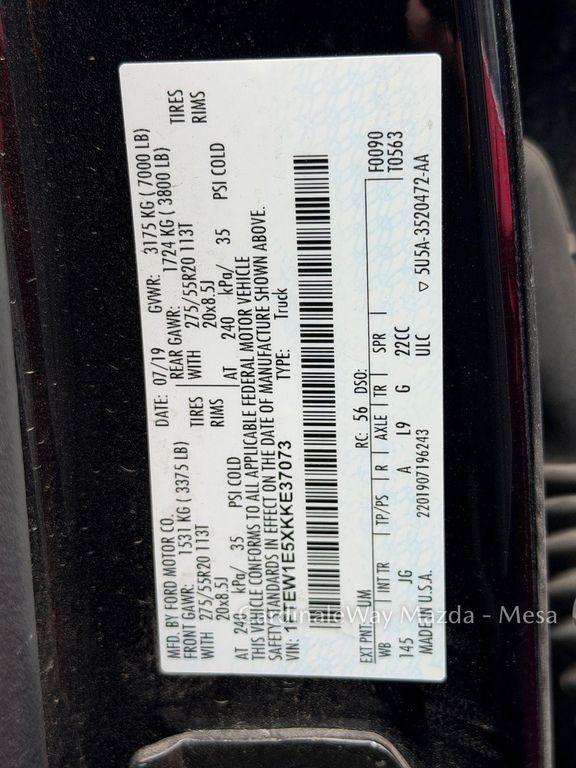 MFD. BY FORD MOTOR CO. DATE: 07/19 GVWR: 3175 KG ( 7000 LB)
FRONT GAWR: 1531 KG ( 3375 LB) REAR GAWR: 1724 KG ( 3800 LB)
WITH 275/55R20 113T TIRES WITH 275/55R20 113T TIRES
20x8.5J RIMS 20x8.5J RIMS
AT 240 kPa/ 35 PSI COLD AT 240 kPa/ 35 PSI COLD
THIS VEHICLE CONFORMS TO ALL APPLICABLE FEDERAL MOTOR VEHICLE
SAFETY STANDARDS IN EFFECT ON THE DATE OF MANUFACTURE SHOWN ABOVE.
VIN: TYPE: Truck
F0090
T0563
EXT PNT: RC: 56 DSO:
WB INT TR TP/PS R AXLE TR SPR
145 JG A L9 G 22CC
MADE IN U.S.A. 2201907196243 ULC
▽ 5U5A-3520472-AA
CardinaleWay Mazda - Mesa